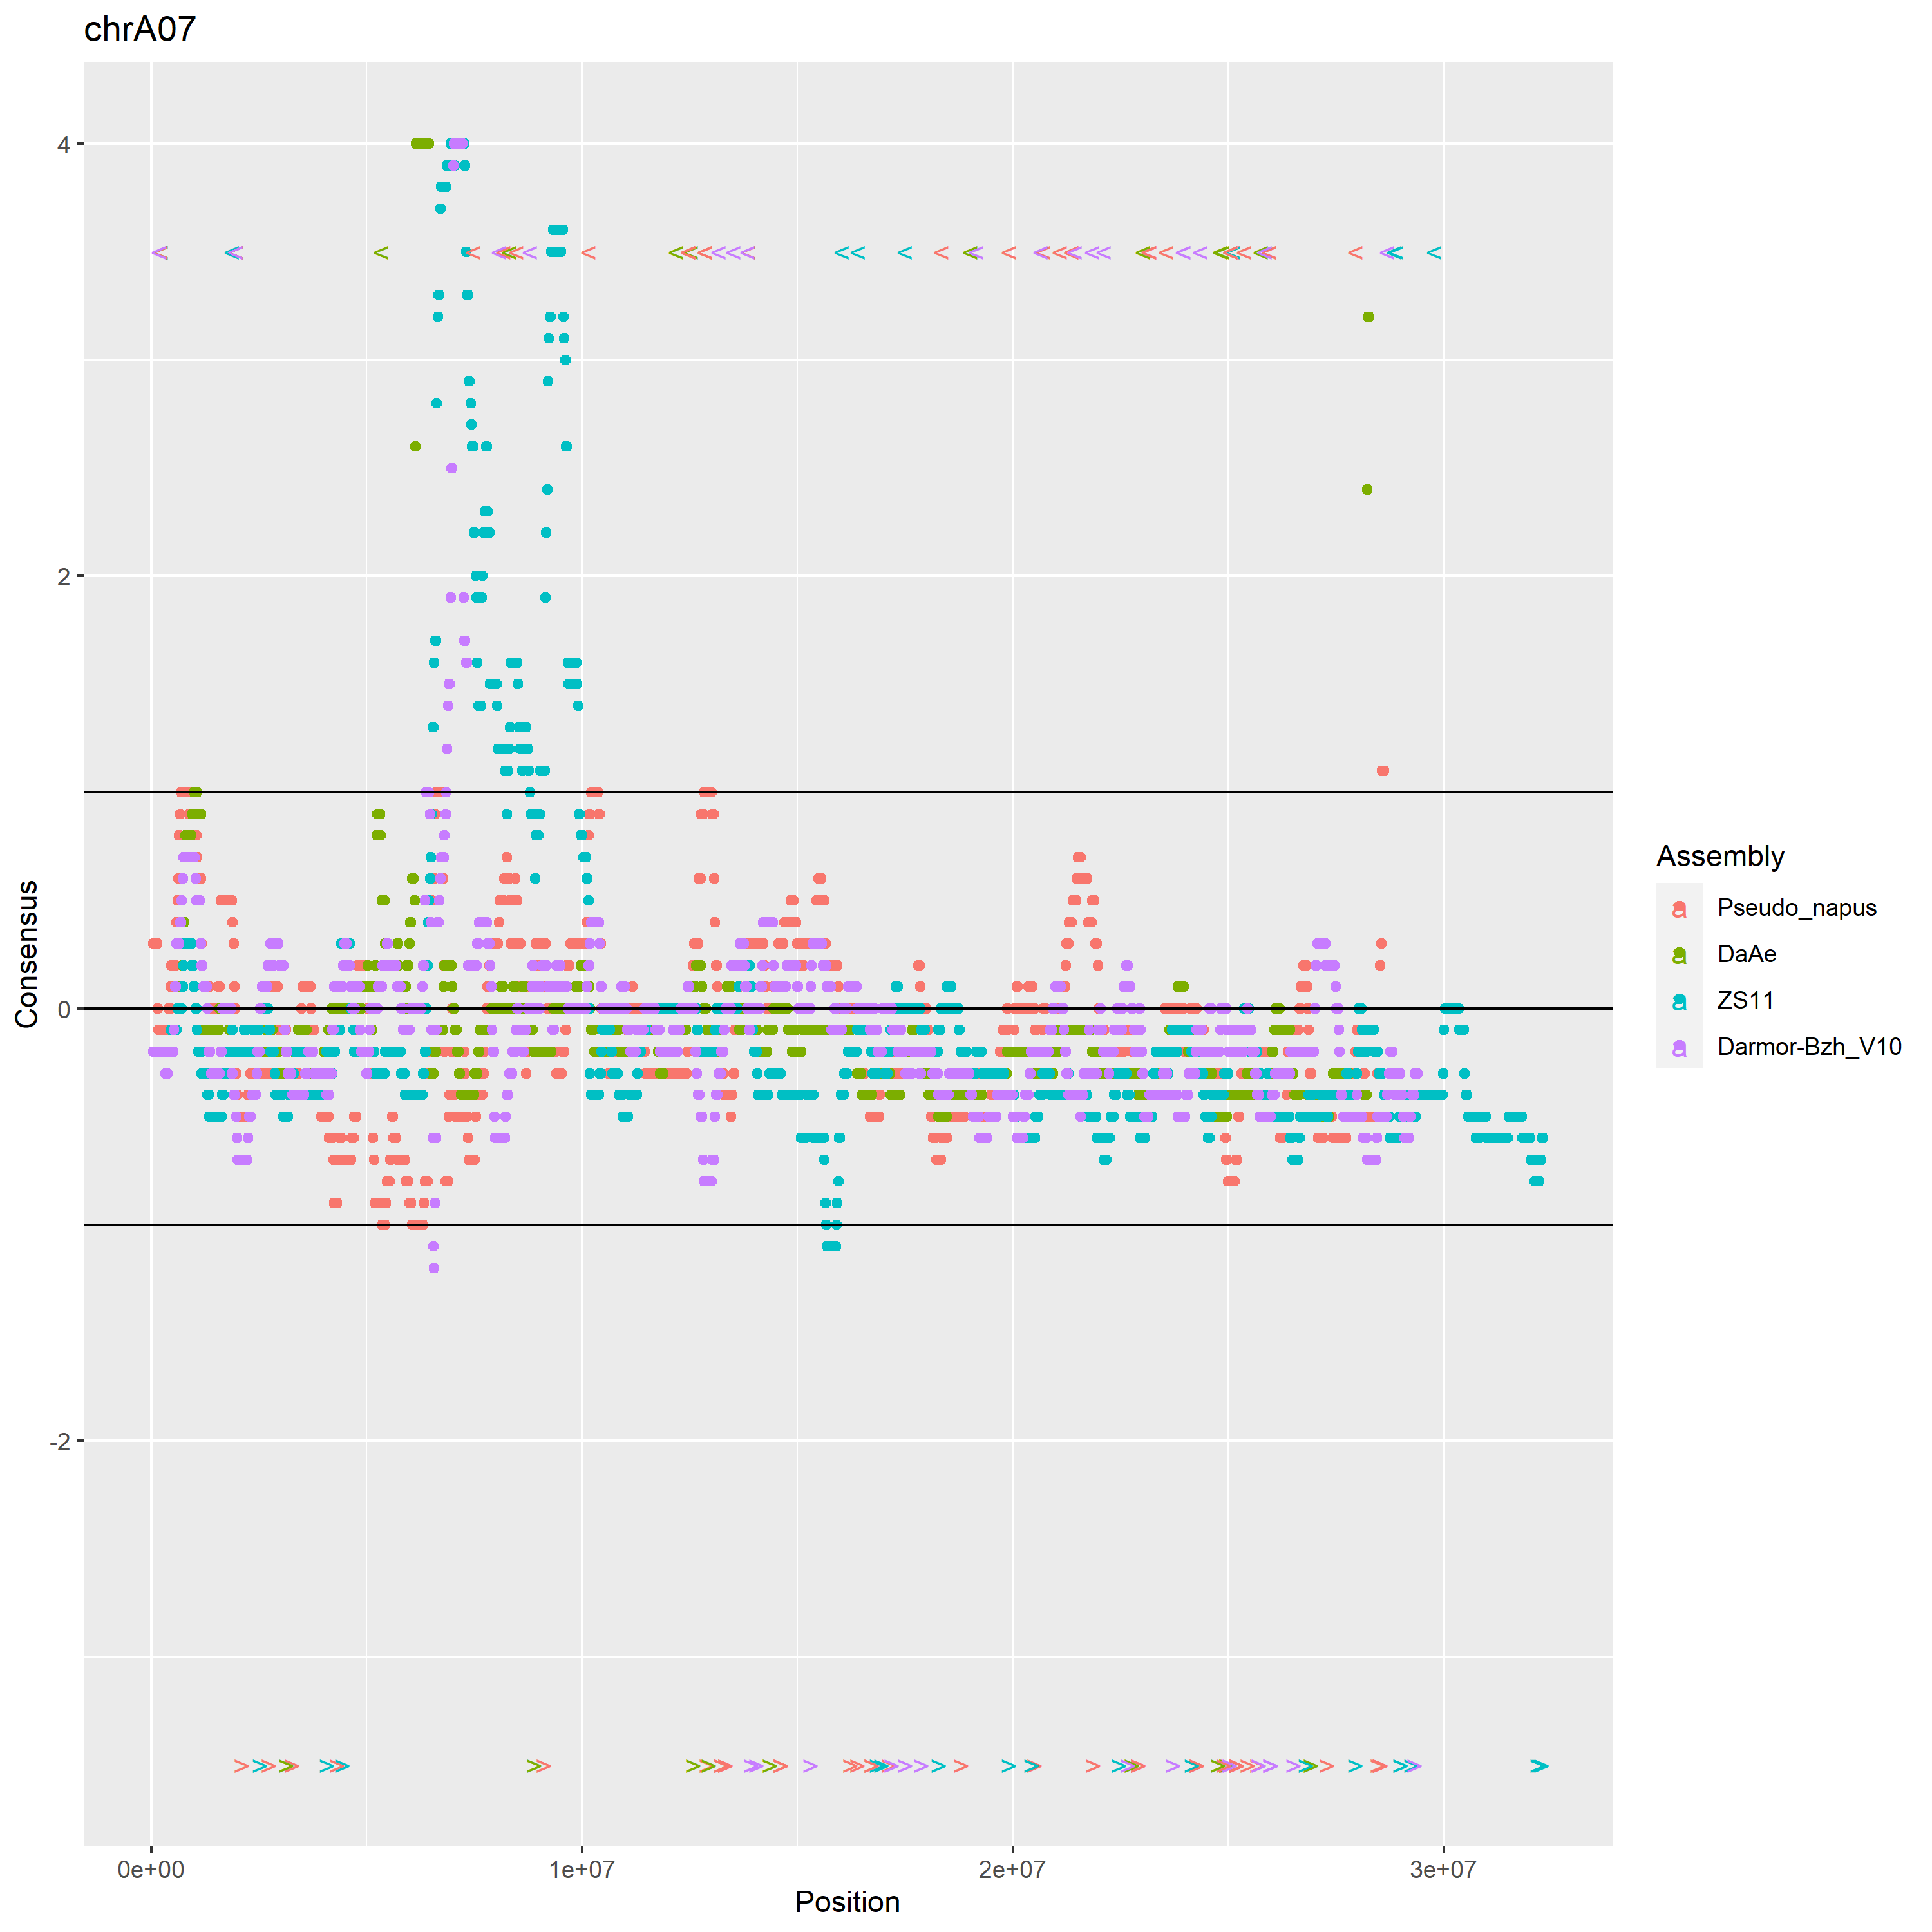 chrA07
4
2
0
-2
Consensus
0e+00 1e+07 2e+07 3e+07
Position
Assembly
a Pseudo_napus
a DaAe
a ZS11
a Darmor-Bzh_V10